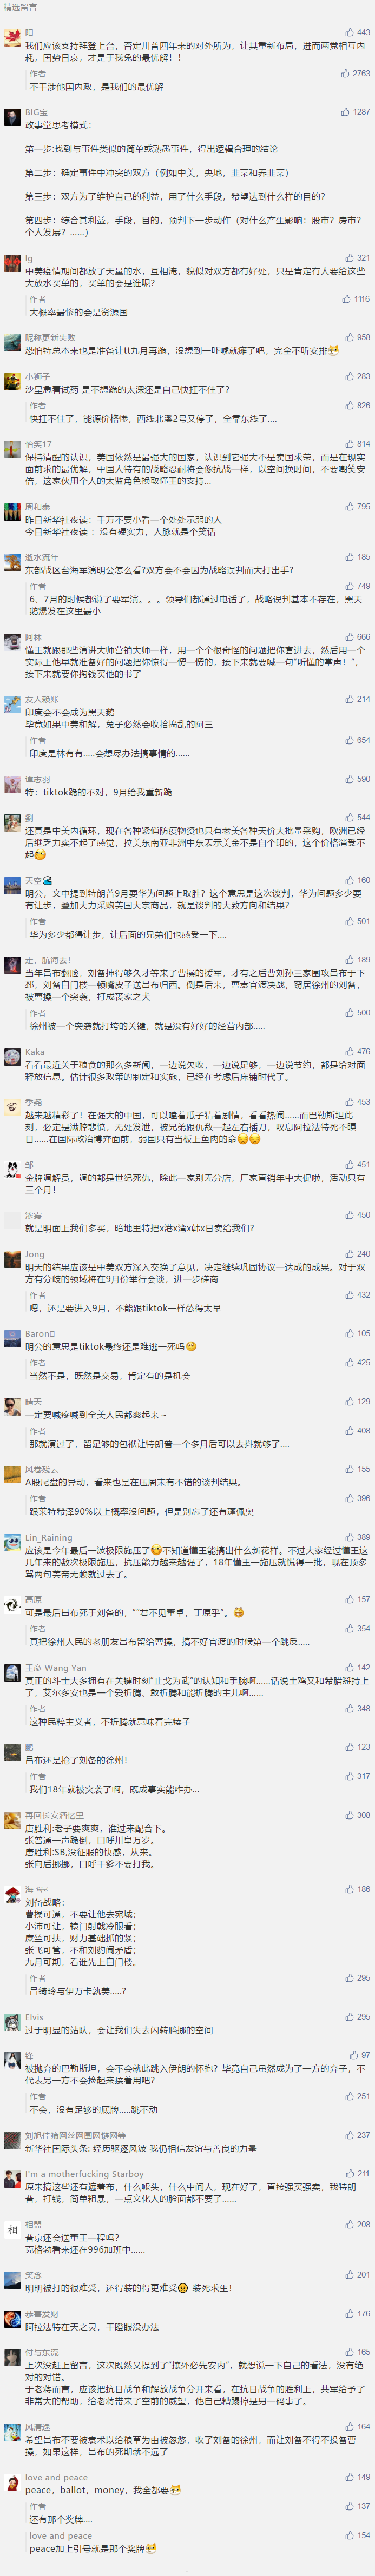 精选留言
阳
443
我们应该支持拜登上台，否定川普四年来的对外所为，让其重新布局，进而两党相互内
耗，国势日衰，才是于我免的最优解！！
作者
2763
不干涉他国内政，是我们的最优解
BIG宝
1287
政事堂思考模式：
第一步:找到与事件类似的简单或熟悉事件，得出逻辑合理的结论
第二步：确定事件中冲突的双方（例如中美，央地，韭菜和养韭菜）
第三步：双方为了维护自己的利益，用了什么手段，希望达到什么样的目的？
第四步：综合其利益，手段，目的，预判下一步动作（对什么产生影响：股市？房市？
个人发展？……）
lg
321
中美疫情期间都放了天量的水，互相淹，貌似对双方都有好处，只是肯定有人要给这些
大放水买单的，买单的会是谁呢？
作者
1116
大概率最惨的会是资源国
昵称更新失败
958
恐怕特总本来也是准备让tt九月再跪，没想到一吓唬就瘫了吧，完全不听安排
小狮子
283
沙皇急着试药 是不想跪的太深还是自己快扛不住了？
作者
826
快扛不住了，能源价格惨，西线北溪2号又停了，全靠东线了....
怡笑17
814
保持清醒的认识，美国依然是最强大的国家，认识到它强大不是卖国求荣，而是在现实
面前求的最优解，中国人特有的战略忍耐将会像抗战一样，以空间换时间，不要嘲笑安
倍，这家伙用个人的太监角色换取懂王的支持…
周和泰
795
昨日新华社夜读：千万不要小看一个处处示弱的人
今日新华社夜读 ：没有硬实力，人脉就是个笑话
逝水流年
185
东部战区台海军演明公怎么看?双方会不会因为战略误判而大打出手?
作者
749
6、7月的时候都说了要军演。。。领导们都通过电话了，战略误判基本不存在，黑天
鹅爆发在这里最小
阿林
666
懂王就跟那些演讲大师营销大师一样，用一个个很奇怪的问题把你套进去，然后用一个
实际上他早就准备好的问题把你惊得一愣一愣的，接下来就要喊一句“听懂的掌声！”，
接下来就要你掏钱买他的书了
友人赖账
214
印度会不会成为黑天鹅
毕竟如果中美和解，免子必然会收拾捣乱的阿三
作者
654
印度是林有有.....会想尽办法搞事情的......
谭志羽
590
特：tiktok跪的不对，9月给我重新跪
劉
544
还真是中美内循环，现在各种紧俏防疫物资也只有老美各种天价大批量采购，欧洲已经
后继乏力卖不起了感觉，拉美东南亚非洲中东表示美金不是自个印的，这个价格满受不
起
天空
160
明公，文中提到特朗普9月要华为问题上取胜？这个意思是这次谈判，华为问题多少要
有让步，叠加大力采购美国大宗商品，就是谈判的大致方向和结果？
作者
501
华为多少都得让步，让后面的兄弟们也感受一下....
走，航海去！
189
当年吕布翻脸，刘备抻得够久才等来了曹操的援军，才有之后曹刘孙三家围攻吕布于下
邳，刘备白门楼一顿嘴皮子送吕布归西。倒是后来，曹袁官渡决战，窃居徐州的刘备，
被曹操一个突袭，打成丧家之犬
作者
500
徐州被一个突袭就打垮的关键，就是没有好好的经营内部.....
Kaka
476
看看最近关于粮食的那么多新闻，一边说欠收，一边说足够，一边说节约，都是给对面
释放信息。估计很多政策的制定和实施，已经在考虑后床铺时代了。
季尧
453
越来越精彩了！在强大的中国，可以嗑着瓜子猜看剧情，看看热闹……而巴勒斯坦此
刻，必定是满腔悲愤，无处发泄，被兄弟跟仇敌一起左右插刀，叹息阿拉法特死不瞑
目……在国际政治博弈面前，弱国只有当板上鱼肉的命
邹
451
金牌调解员，调的都是世纪死仇，除此一家别无分店，厂家直销年中大促啦，活动只有
三个月！
浓雾
450
就是明面上我们多买，暗地里特把x港x湾x韩x日卖给我们？
Jong
240
明天的结果应该是中美双方深入交换了意见，决定继续巩固协议一达成的成果。对于双
方有分歧的领域将在9月份举行会谈，进一步磋商
作者
432
嗯，还是要进入9月，不能跟tiktok一样怂得太早
Baron
105
明公的意思是tiktok最终还是难逃一死吗
作者
425
当然不是，既然是交易，肯定有的是机会
晴天
129
一定要喊疼喊到全美人民都爽起来～
作者
408
那就演过了，留足够的包袱让特朗普一个多月后可以去抖就够了....
风卷残云
155
A股尾盘的异动，看来也是在压周末有不错的谈判结果。
作者
396
跟莱特希泽90%以上概率没问题，但是别忘了还有蓬佩奥
Lin_Raining
389
应该是今年最后一波极限施压了不知道懂王能搞出什么新花样。不过大家经过懂王这
几年来的数次极限施压，抗压能力越来越强了，18年懂王一施压就慌得一批，现在顶多
骂两句美帝无赖就过去了。
高原
157
可是最后吕布死于刘备的，““君不见董卓，丁原乎”。
作者
354
真把徐州人民的老朋友吕布留给曹操，搞不好官渡的时候第一个跳反.....
王彦 Wang Yan
142
真正的斗士大多拥有在关键时刻“止戈为武”的认知和手腕啊……话说土鸡又和希腊掰持上
了，艾尔多安也是一个爱折腾、敢折腾和能折腾的主儿啊……
作者
348
这种民粹主义者，不折腾就意味着完犊子
鹏
123
吕布还是抢了刘备的徐州！
作者
317
我们18年就被突袭了啊，既成事实能咋办...
再回长安酒忆里
308
唐胜利:老子要爽爽，谁过来配合下。
张普通一声跪倒，口呼川皇万岁。
唐胜利:SB,没征服的快感，从来。
张向后挪挪，口呼干爹不要打我。
海
186
刘备战略：
曹操可通，不要让他去宛城；
小沛可让，辕门射戟冷眼看；
糜竺可扶，财力基础抓的紧；
张飞可管，不和刘豹闹矛盾；
九月可期，看谁先上白门楼。
作者
295
吕绮玲与伊万卡孰美.....?
Elvis
295
过于明显的站队，会让我们失去闪转腾挪的空间
锋
97
被抛弃的巴勒斯坦，会不会就此跳入伊朗的怀抱？毕竟自己虽然成为了一方的弃子，不
代表另一方不会捡起来接着用吧？
作者
251
不会，没有足够的底牌.....跳不动
刘旭佳筛网丝网围网链网等
237
新华社国际头条: 经历驱逐风波 我仍相信友谊与善良的力量
I'm a motherfucking Starboy
211
原来搞这些还有遮羞布，什么噱头，什么中间人，现在好了，直接强买强卖，我特朗
普，打钱，简单粗暴，一点文化人的脸面都不要了……
相盟
208
普京还会送董王一程吗？
克格勃看来还在996加班中……
笑念
201
明明被打的很难受，还得装的得更难受 装死求生！
恭喜发财
176
阿拉法特在天之灵，干瞪眼没办法
付与东流
165
上次没赶上留言，这次既然又提到了“攘外必先安内”，就想说一下自己的看法，没有绝
对的对错。
于老蒋而言，应该把抗日战争和解放战争分开来看，在抗日战争的胜利上，共军给予了
非常大的帮助，给老蒋带来了空前的威望，他自己糟蹋掉是另一码事了。
风清逸
164
希望吕布不要被袁术以给粮草为由被忽悠，收了刘备的徐州，而让刘备不得不投备曹
操，如果这样，吕布的死期就不远了
love and peace
149
peace，ballot，money，我全都要
作者
137
还有那个奖牌....
love and peace
154
peace加上引号就是那个奖牌